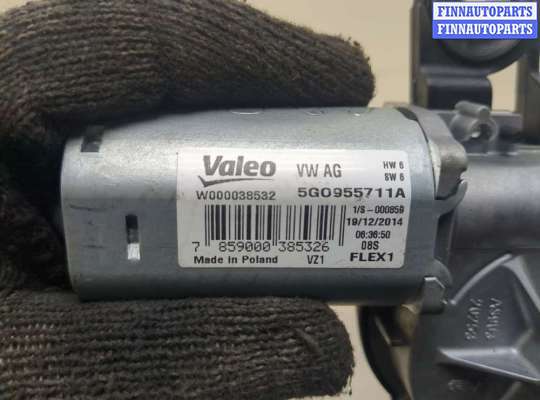 FINNAUTOPARTS
FINNAUTOPARTS
FINNAUTOPARTS
Valeo VW AG HW 6
SW 6
W000038532 5G0955711A
1/S-000859
19/12/2014
06:36:50
7 859000 385326 08S
Made in Poland VZ1 FLEX1